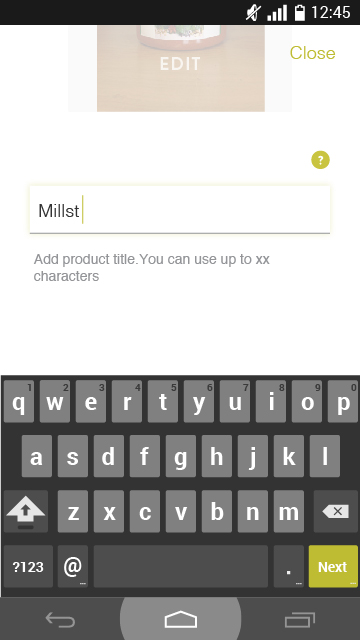 12:45
EDIT
Close
?
Millst
Add product title.You can use up to xx
characters
1 2 3 4 5 6 7 8 9 0
q w e r t y u i o p
a s d f g h j k l
z x c v b n m
?123 @ . Next